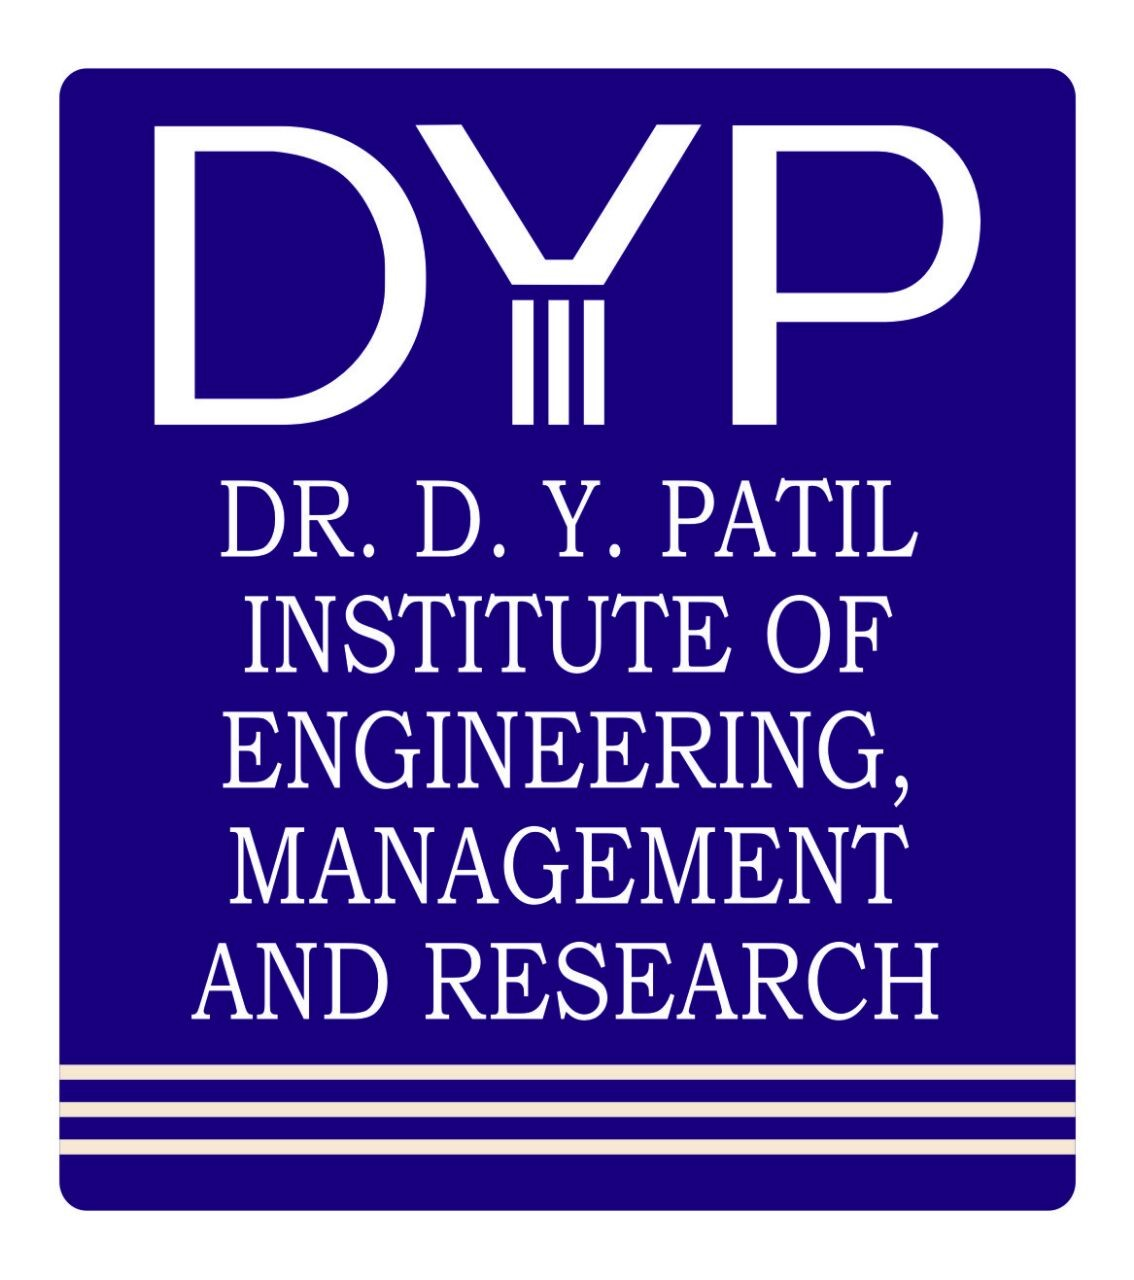 DYP
DR. D. Y. PATIL
INSTITUTE OF
ENGINEERING,
MANAGEMENT
AND RESEARCH